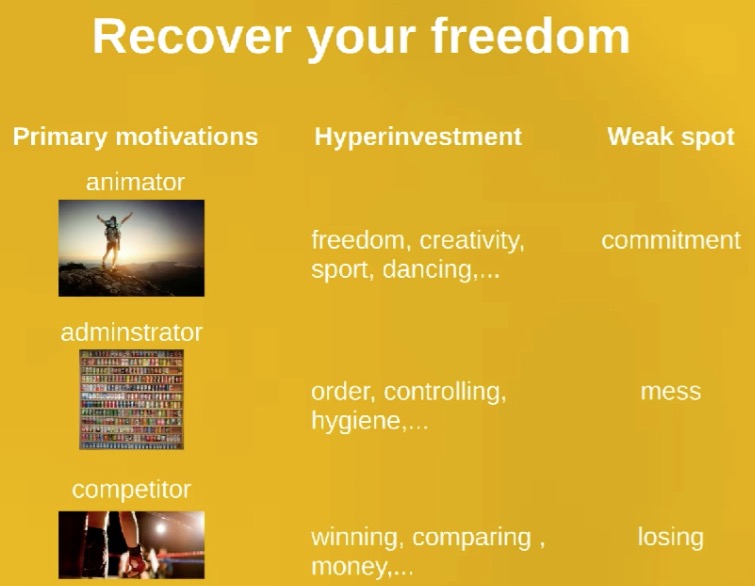 Recover your freedom
Primary motivations Hyperinvestment Weak spot
animator
freedom, creativity, commitment
sport, dancing,...
adminstrator
order, controlling, mess
hygiene,...
competitor
winning, comparing , losing
money,...